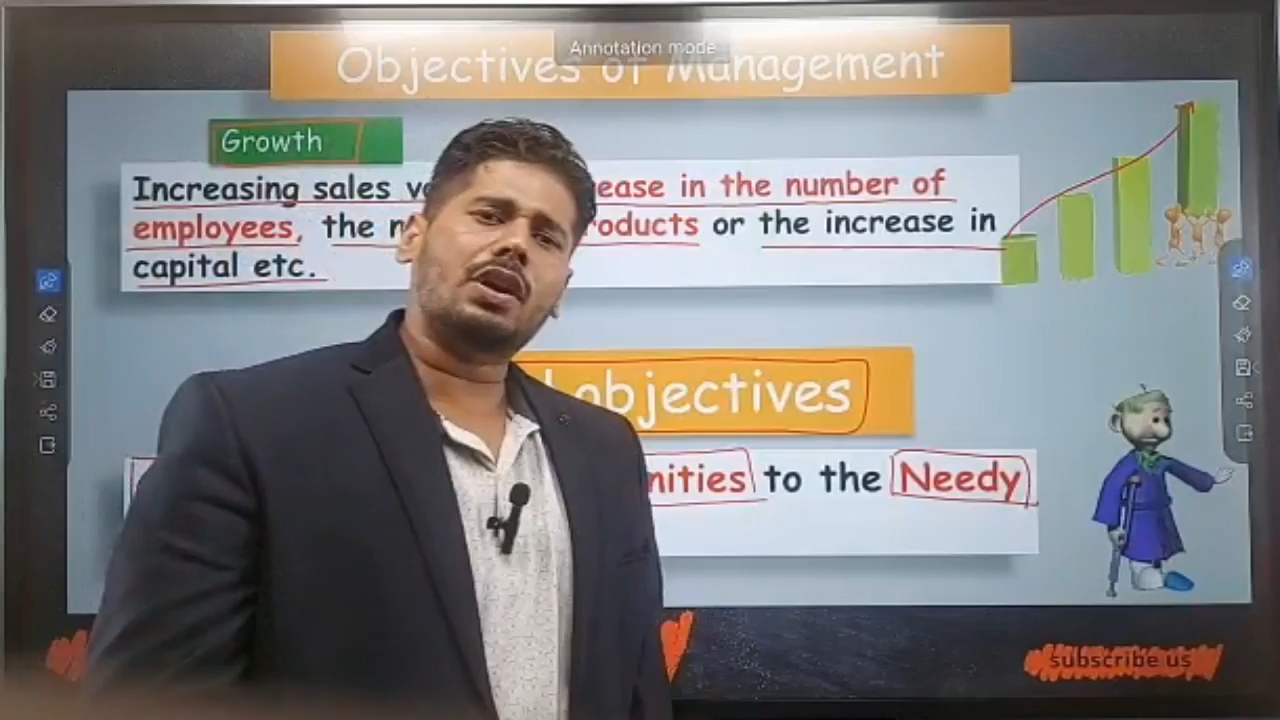 Annotation mode
Objectives of Management
Growth
Increasing sales ease in the number of
employees, the roducts or the increase in
capital etc.
objectives
nities to the Needy
subscribe us